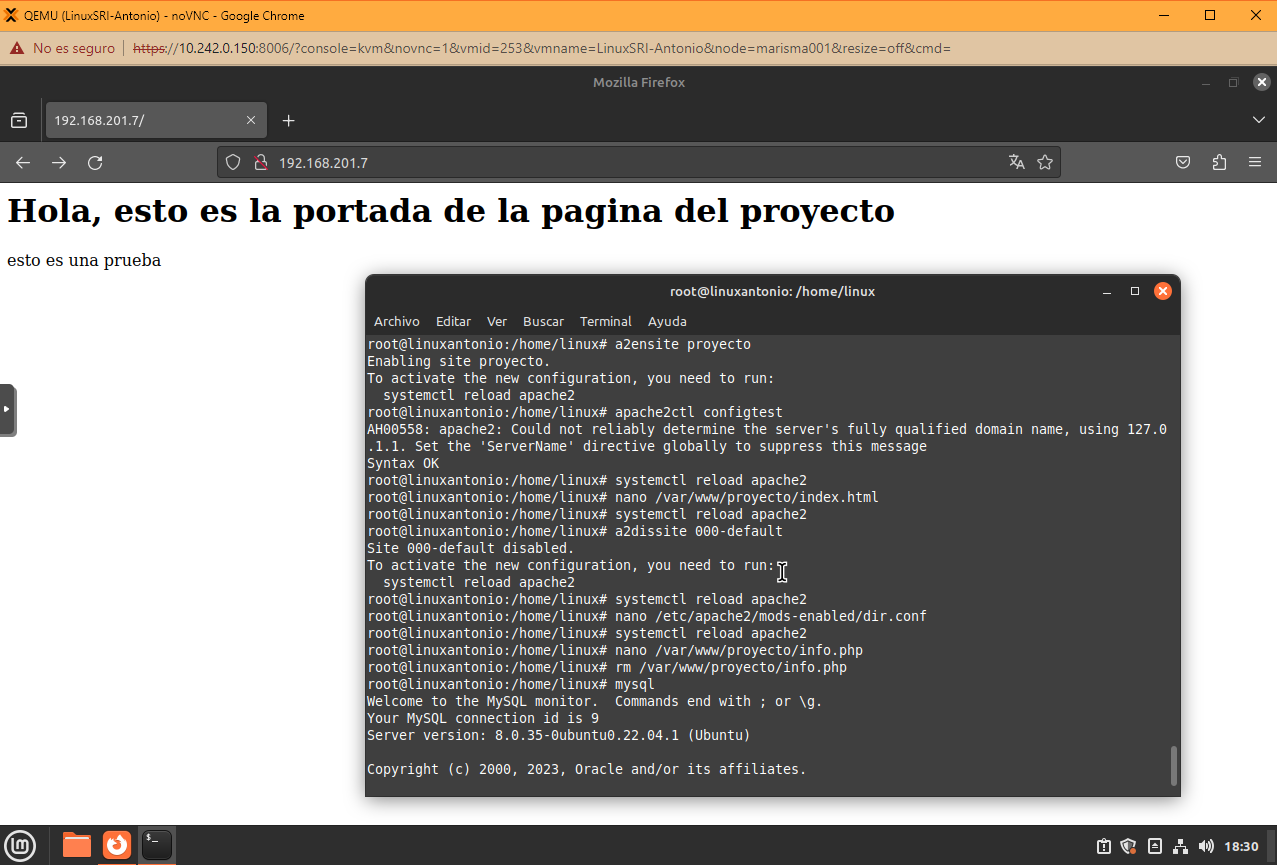 QEMU (LinuxSRI-Antonio) - noVNC - Google Chrome
No es seguro https://10.242.0.150:8006/?console=kvm&novnc=1&vmid=253&vmname=LinuxSRI-Antonio&node=marisma001&resize=off&cmd=
Mozilla Firefox
192.168.201.7/
192.168.201.7
Hola, esto es la portada de la pagina del proyecto
esto es una prueba
root@linuxantonio: /home/linux
Archivo Editar Ver Buscar Terminal Ayuda
root@linuxantonio:/home/linux# a2ensite proyecto
Enabling site proyecto.
To activate the new configuration, you need to run:
  systemctl reload apache2
root@linuxantonio:/home/linux# apache2ctl configtest
AH00558: apache2: Could not reliably determine the server's fully qualified domain name, using 127.0
.1.1. Set the 'ServerName' directive globally to suppress this message
Syntax OK
root@linuxantonio:/home/linux# systemctl reload apache2
root@linuxantonio:/home/linux# nano /var/www/proyecto/index.html
root@linuxantonio:/home/linux# systemctl reload apache2
root@linuxantonio:/home/linux# a2dissite 000-default
Site 000-default disabled.
To activate the new configuration, you need to run:
  systemctl reload apache2
root@linuxantonio:/home/linux# systemctl reload apache2
root@linuxantonio:/home/linux# nano /etc/apache2/mods-enabled/dir.conf
root@linuxantonio:/home/linux# systemctl reload apache2
root@linuxantonio:/home/linux# nano /var/www/proyecto/info.php
root@linuxantonio:/home/linux# rm /var/www/proyecto/info.php
root@linuxantonio:/home/linux# mysql
Welcome to the MySQL monitor.  Commands end with ; or \g.
Your MySQL connection id is 9
Server version: 8.0.35-0ubuntu0.22.04.1 (Ubuntu)
Copyright (c) 2000, 2023, Oracle and/or its affiliates.
18:30